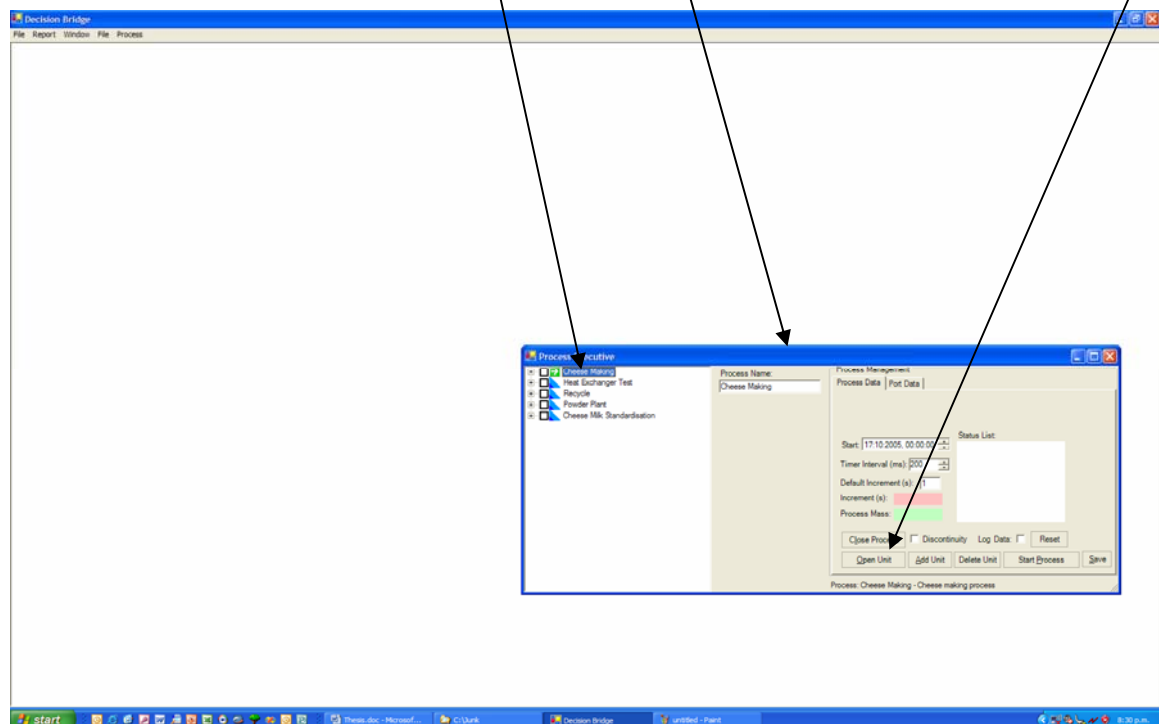 Decision Bridge
File Report Window File Process
Process Executive
Cheese Making
Heat Exchanger Test
Recycle
Powder Plant
Cheese Milk Standardisation
Process Name:
Cheese Making
Process Management
Process Data Port Data
Start: 17:10:2005, 00:00:00
Status List:
Timer Interval (ms): 200
Default Increment (s): 1
Increment (s):
Process Mass:
Close Process Discontinuity Log Data: Reset
Open Unit Add Unit Delete Unit Start Process Save
Process: Cheese Making - Cheese making process
start Thesis.doc - Microsof... C:\Junk Decision Bridge untitled - Paint 8:30 p.m.